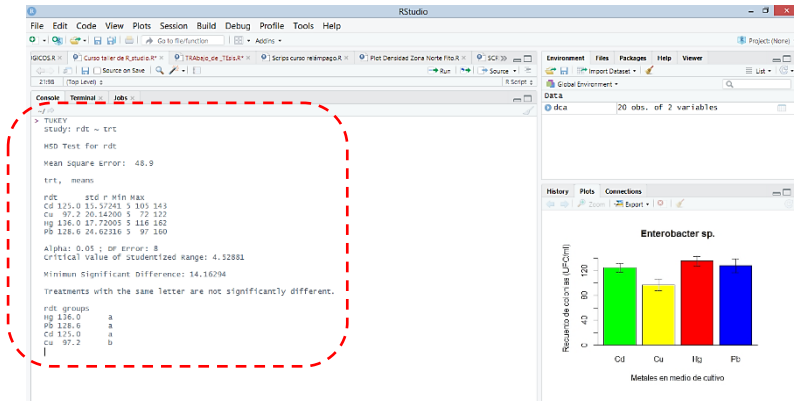 RStudio
File Edit Code View Plots Session Build Debug Profile Tools Help
Go to file/function Addins Project: (None)
IGICOS.R Curso taller de R_studio.R* TRAbajo_de_TEsis.R* Scrips curso relámpago.R Plot Densidad Zona Norte Fito.R
Source on Save Run Source
21:98 (Top Level) R Script
Console Terminal Jobs
~/
> TUKEY
Study: rdt ~ trt
HSD Test for rdt
Mean Square Error: 48.9
trt, means
rdt std r Min Max
Cd 125.0 15.57241 5 105 143
Cu 97.2 20.14200 5 72 122
Hg 136.0 17.72005 5 116 162
Pb 128.6 24.62316 5 97 160
Alpha: 0.05 ; DF Error: 8
Critical Value of Studentized Range: 4.52881
Minimun Significant Difference: 14.16294
Treatments with the same letter are not significantly different.
rdt groups
Hg 136.0 a
Pb 128.6 a
Cd 125.0 a
Cu 97.2 b
Environment Files Packages Help Viewer
Import Dataset List
Global Environment
Data
dca 20 obs. of 2 variables
History Plots Connections
Zoom Export
Enterobacter sp.
Recuento de colonias (UFC/ml)
0 40 80 120
Cd Cu Hg Pb
Metales en medio de cultivo